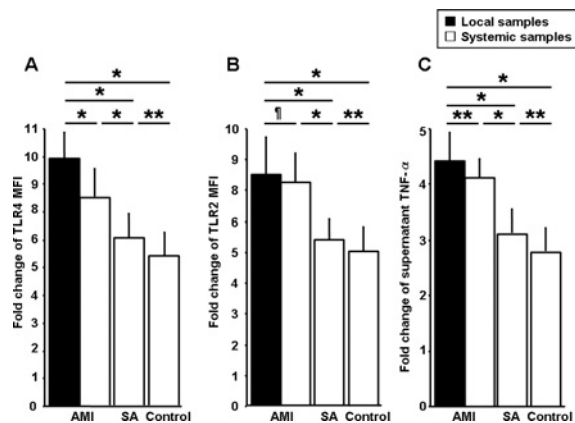 Local samples
Systemic samples
A
*
*
* * **
Fold change of TLR4 MFI
11
10
9
8
7
6
5
4
3
2
1
0
AMI SA Control
B
*
*
¶ * **
Fold change of TLR2 MFI
10
9
8
7
6
5
4
3
2
1
0
AMI SA Control
C
*
*
** * **
Fold change of supernatant TNF-α
5
4
3
2
1
0
AMI SA Control